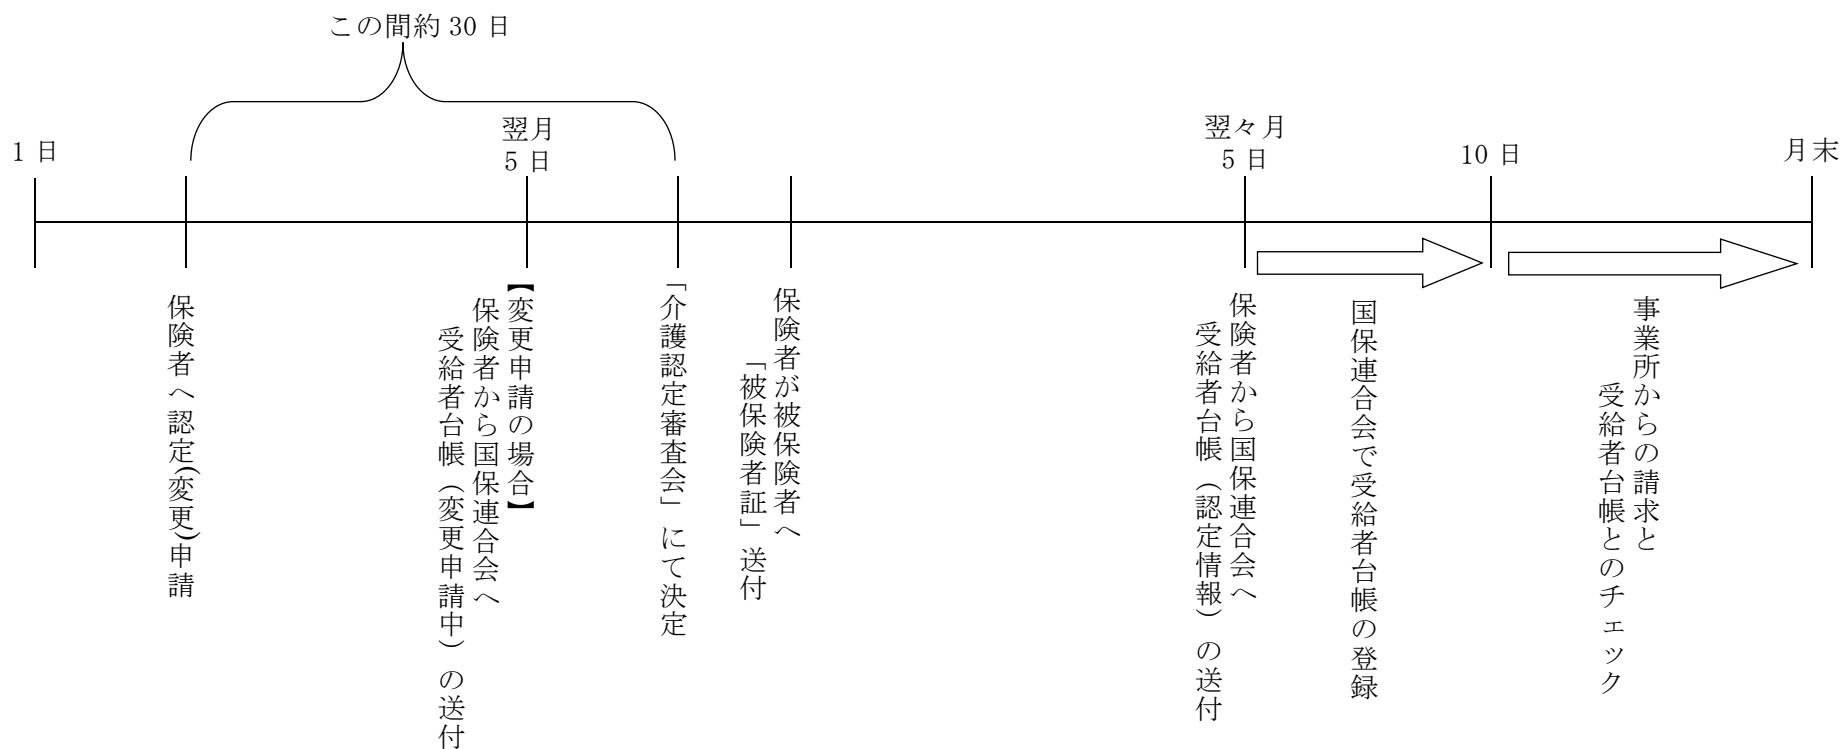 この間約 30 日
1 日
翌月
5 日
翌々月
5 日
10 日
月末
保険者へ認定(変更)申請
【変更申請の場合】
保険者から国保連合会へ
受給者台帳（変更申請中）の送付
「介護認定審査会」にて決定
保険者が被保険者へ
「被保険者証」送付
保険者から国保連合会へ
受給者台帳（認定情報）の送付
国保連合会で受給者台帳の登録
事業所からの請求と
受給者台帳とのチェック